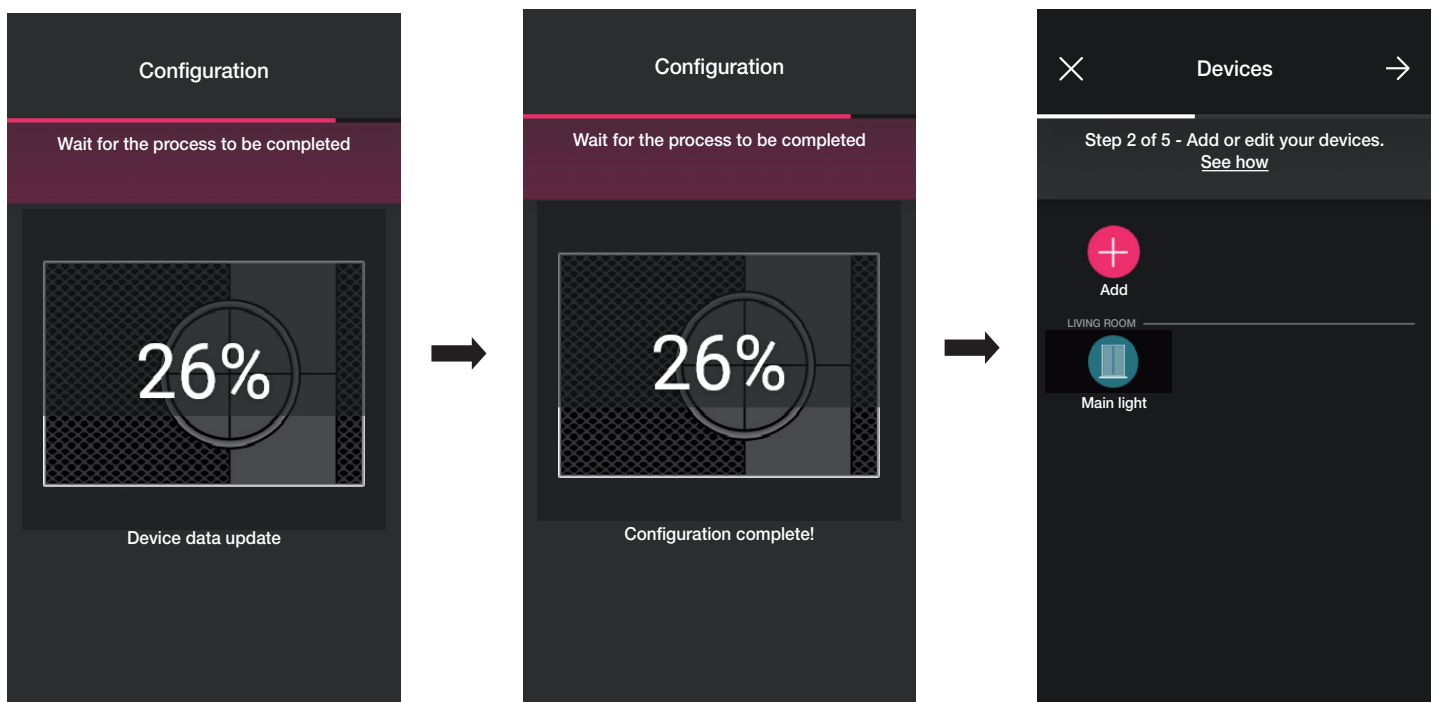 Configuration
Wait for the process to be completed
26%
Device data update
Configuration
Wait for the process to be completed
26%
Configuration complete!
Devices
Step 2 of 5 - Add or edit your devices.
See how
Add
LIVING ROOM
Main light